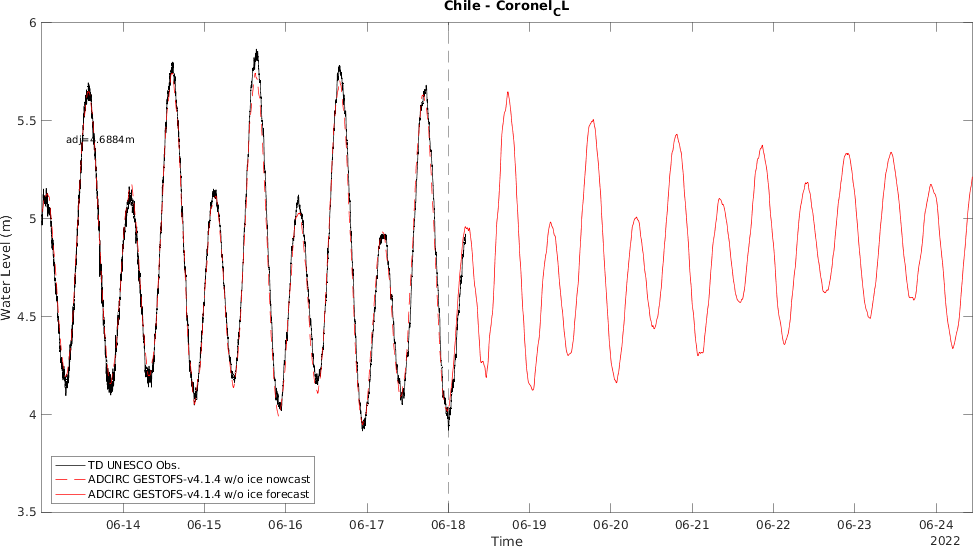 Chile - Coronel_CL
6
5.5
5
4.5
4
3.5
Water Level (m)
adj=4.6884m
TD UNESCO Obs.
ADCIRC GESTOFS-v4.1.4 w/o ice nowcast
ADCIRC GESTOFS-v4.1.4 w/o ice forecast
06-14 06-15 06-16 06-17 06-18 06-19 06-20 06-21 06-22 06-23 06-24
Time
2022